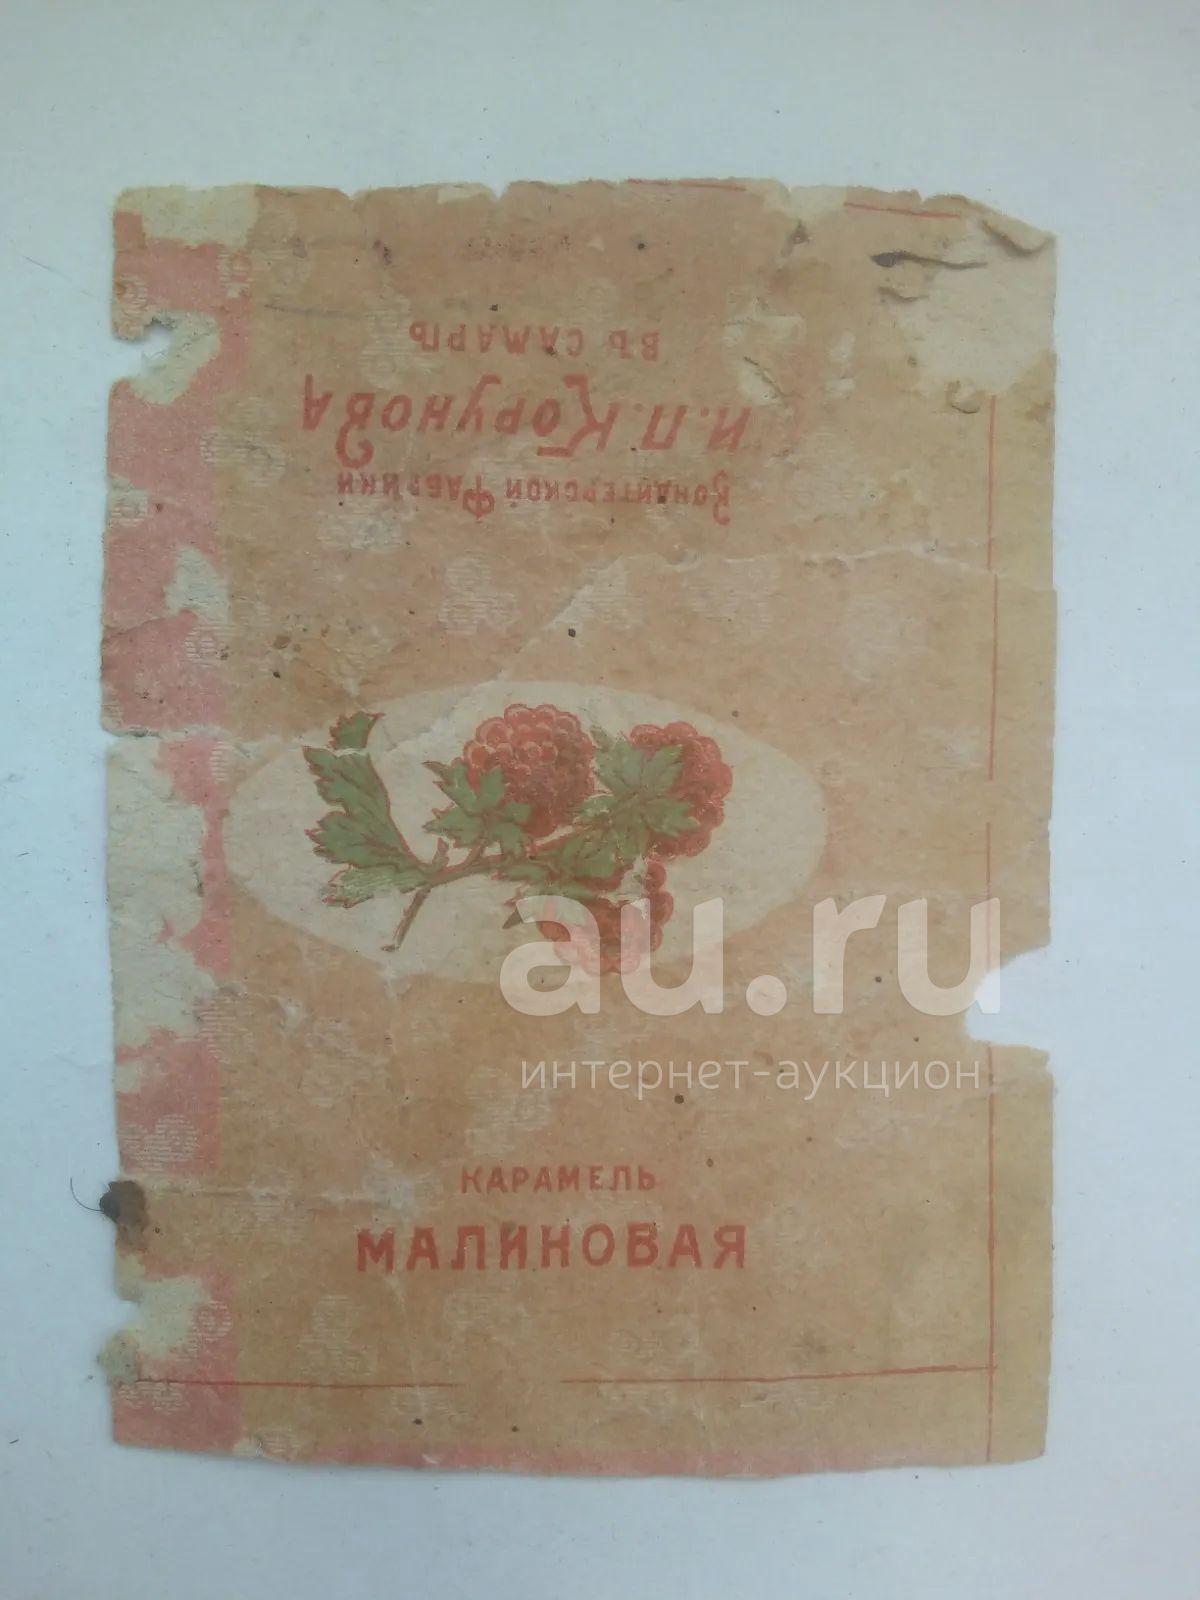 Кондитерской Фабрики
И. П. Корунова
въ Самарѣ
au.ru
интернет-аукцион
КАРАМЕЛЬ
МАЛИНОВАЯ